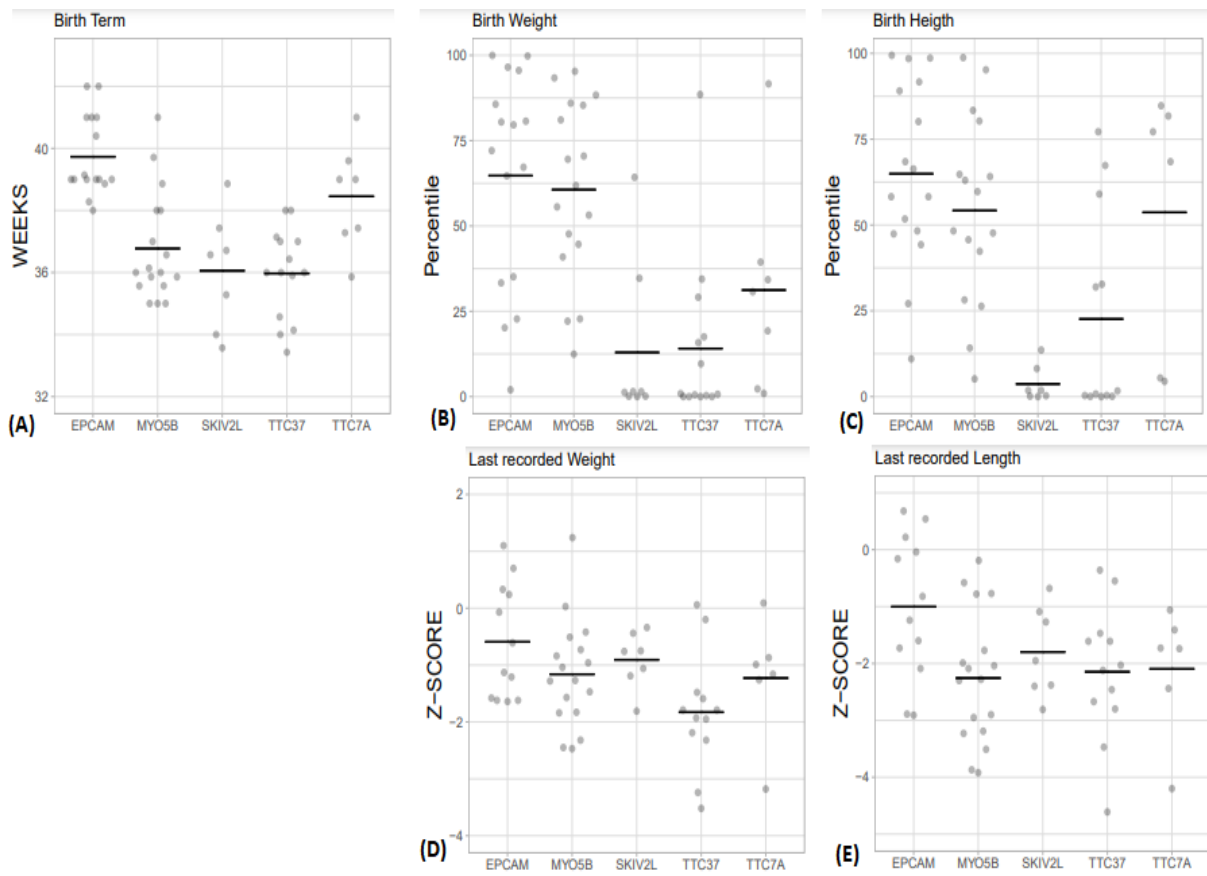 Birth Term
WEEKS
40
36
32
EPCAM MYO5B SKIV2L TTC37 TTC7A
(A)
Birth Weight
Percentile
100
75
50
25
0
EPCAM MYO5B SKIV2L TTC37 TTC7A
(B)
Birth Heigth
Percentile
100
75
50
25
0
EPCAM MYO5B SKIV2L TTC37 TTC7A
(C)
Last recorded Weight
Z-SCORE
2
0
-2
-4
EPCAM MYO5B SKIV2L TTC37 TTC7A
(D)
Last recorded Length
Z-SCORE
0
-2
-4
EPCAM MYO5B SKIV2L TTC37 TTC7A
(E)